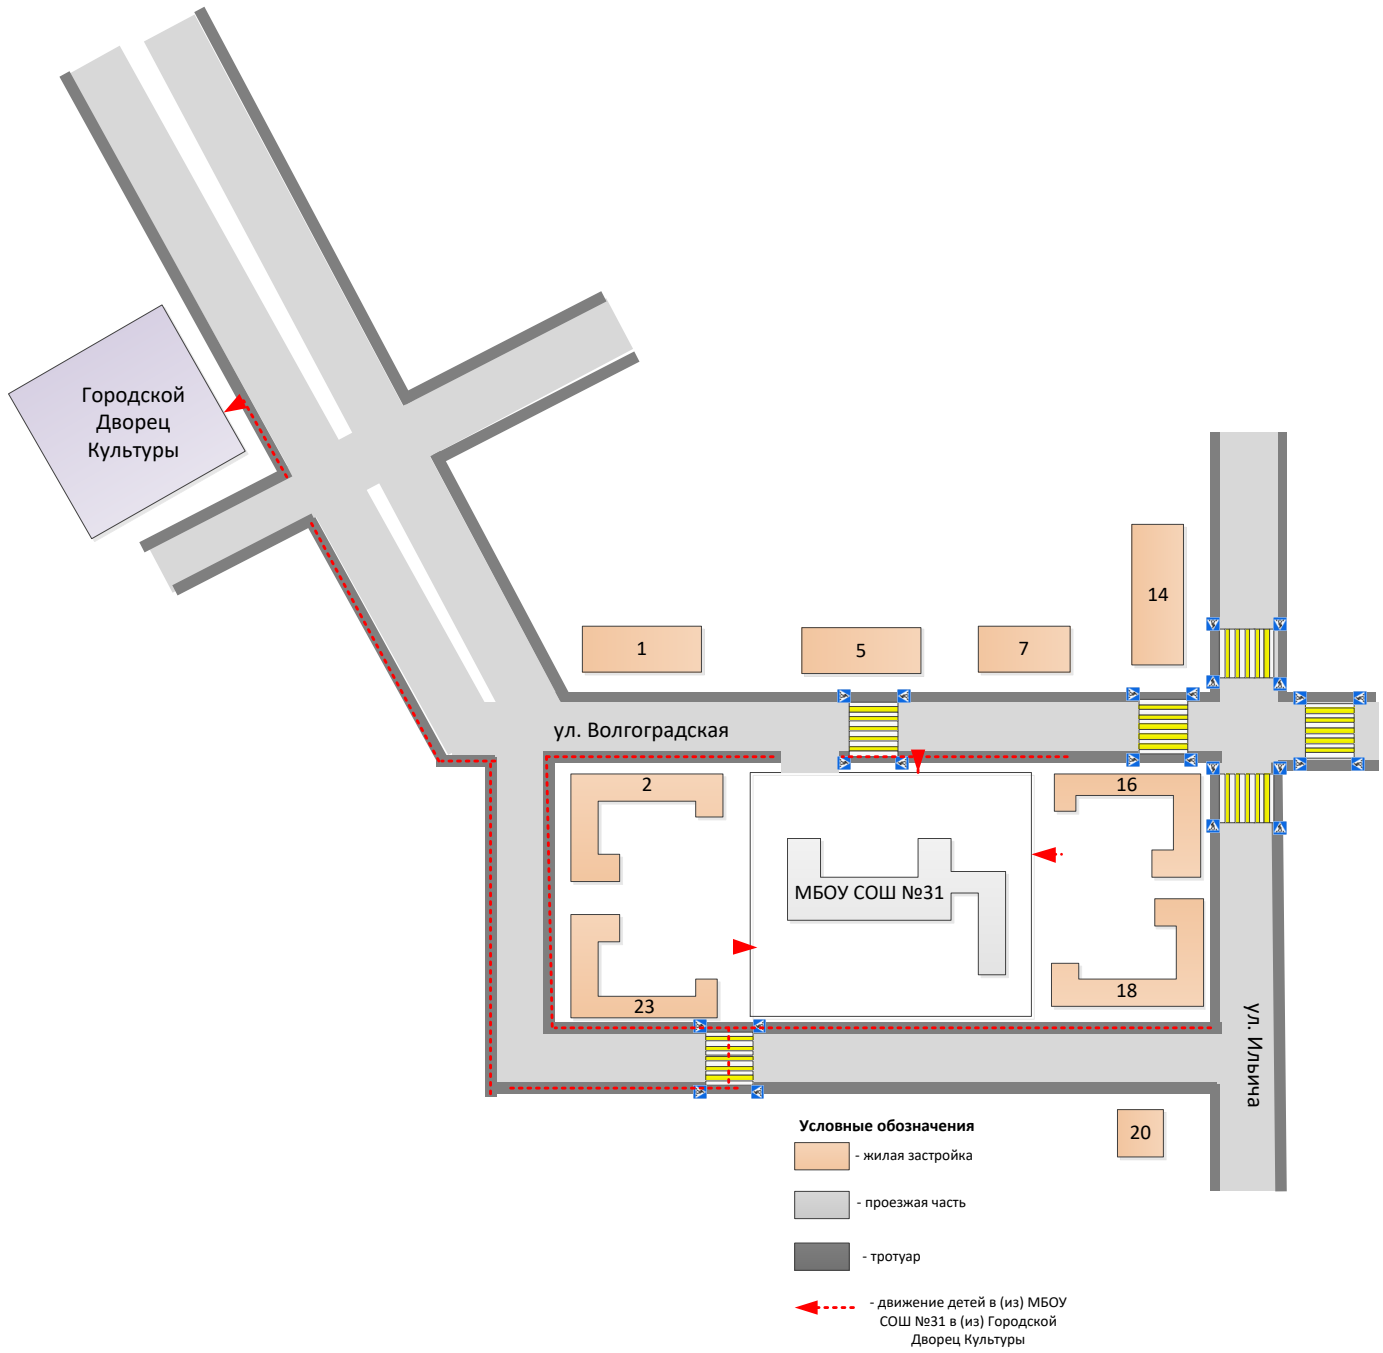 Городской
Дворец
Культуры
14
1
5
7
ул. Волгоградская
2
16
МБОУ СОШ №31
23
18
ул. Ильича
20
Условные обозначения
- жилая застройка
- проезжая часть
- тротуар
- движение детей в (из) МБОУ
СОШ №31 в (из) Городской
Дворец Культуры